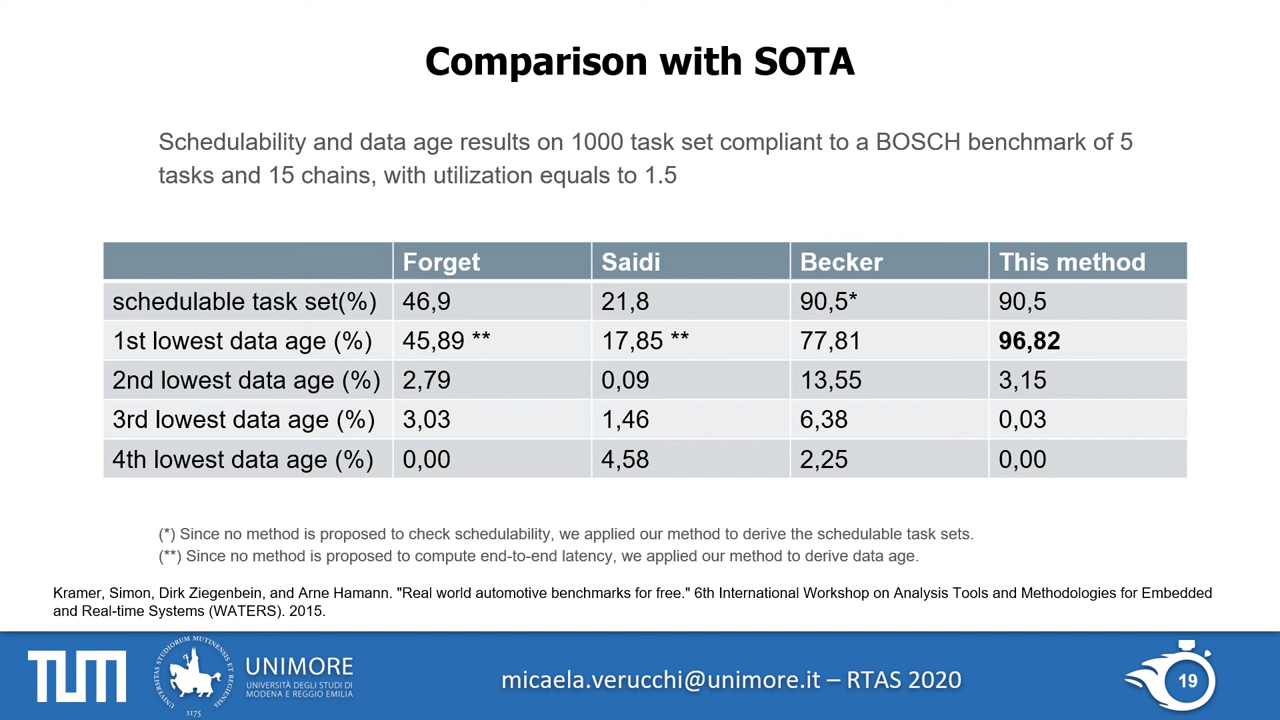 Comparison with SOTA
Schedulability and data age results on 1000 task set compliant to a BOSCH benchmark of 5
tasks and 15 chains, with utilization equals to 1.5
Forget Saidi Becker This method
schedulable task set(%) 46,9 21,8 90,5* 90,5
1st lowest data age (%) 45,89 ** 17,85 ** 77,81 96,82
2nd lowest data age (%) 2,79 0,09 13,55 3,15
3rd lowest data age (%) 3,03 1,46 6,38 0,03
4th lowest data age (%) 0,00 4,58 2,25 0,00
(*) Since no method is proposed to check schedulability, we applied our method to derive the schedulable task sets.
(**) Since no method is proposed to compute end-to-end latency, we applied our method to derive data age.
Kramer, Simon, Dirk Ziegenbein, and Arne Hamann. "Real world automotive benchmarks for free." 6th International Workshop on Analysis Tools and Methodologies for Embedded
and Real-time Systems (WATERS). 2015.
TUM
UNIVERSITAS STUDIORUM MUTINENSIS ET REGIENSIS
1175
UNIMORE
UNIVERSITÀ DEGLI STUDI DI
MODENA E REGGIO EMILIA
micaela.verucchi@unimore.it – RTAS 2020
19